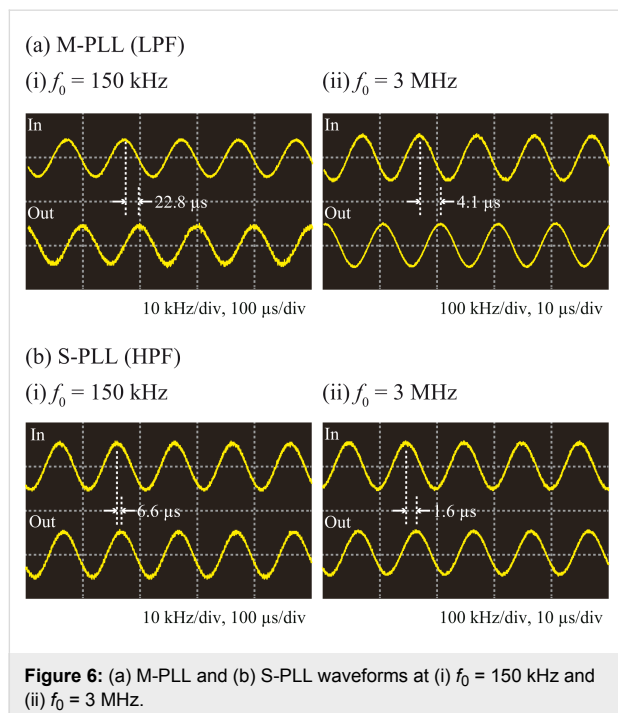 (a) M-PLL (LPF)
(i) f0 = 150 kHz
(ii) f0 = 3 MHz
In
22.8 µs
Out
10 kHz/div, 100 µs/div
In
4.1 µs
Out
100 kHz/div, 10 µs/div
(b) S-PLL (HPF)
(i) f0 = 150 kHz
(ii) f0 = 3 MHz
In
6.6 µs
Out
10 kHz/div, 100 µs/div
In
1.6 µs
Out
100 kHz/div, 10 µs/div
Figure 6: (a) M-PLL and (b) S-PLL waveforms at (i) f0 = 150 kHz and
(ii) f0 = 3 MHz.